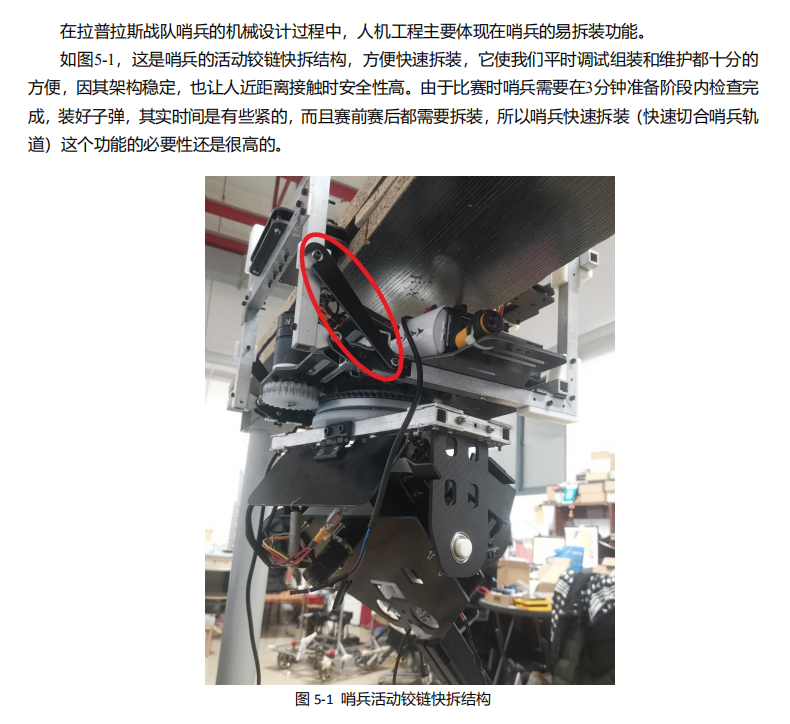 在拉普拉斯战队哨兵的机械设计过程中，人机工程主要体现在哨兵的易拆装功能。
如图5-1，这是哨兵的活动铰链快拆结构，方便快速拆装，它使我们平时调试组装和维护都十分的
方便，因其架构稳定，也让人近距离接触时安全性高。由于比赛时哨兵需要在3分钟准备阶段内检查完
成，装好子弹，其实时间是有些紧的，而且赛前赛后都需要拆装，所以哨兵快速拆装（快速切合哨兵轨
道）这个功能的必要性还是很高的。
图 5-1 哨兵活动铰链快拆结构